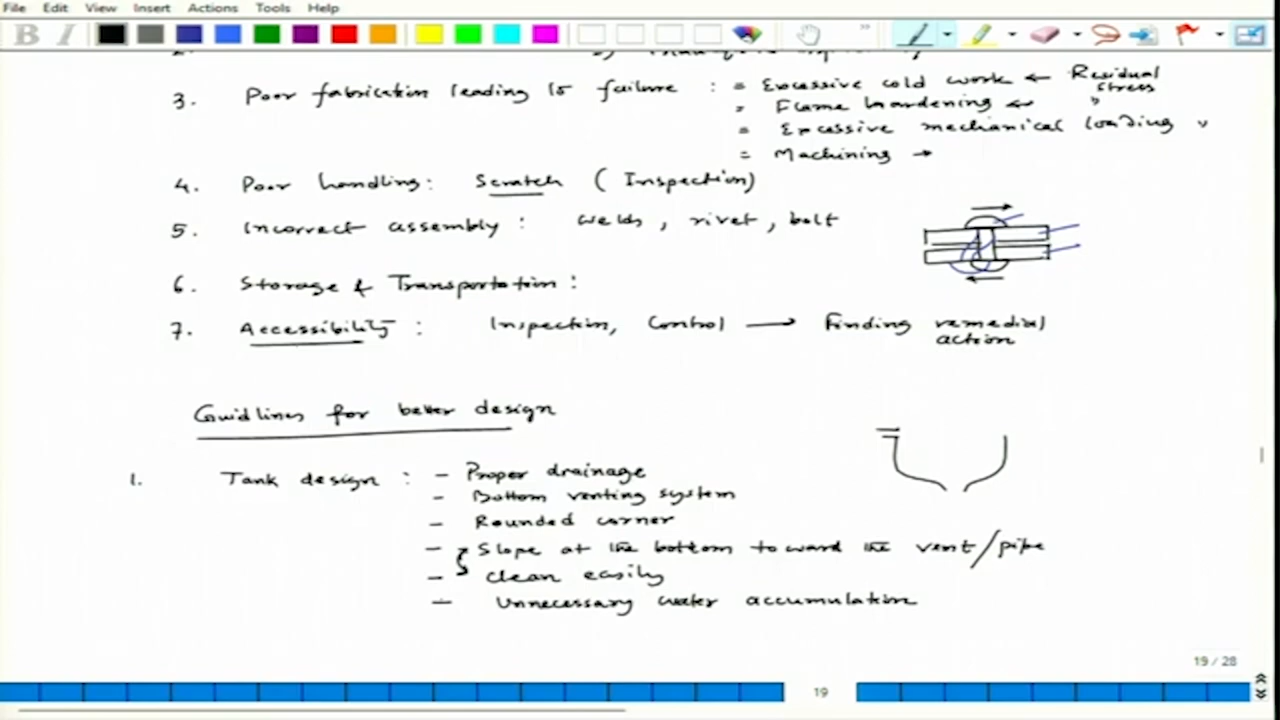 File Edit View Insert Actions Tools Help
B I
3. Poor fabrication leading to failure : = Excessive cold work ← Residual stress
Flame hardening ← "
= Excessive mechanical loading "
= Machining →
4. Poor handling: Scratch (Inspection)
5. Incorrect assembly : welds, rivet, bolt
6. Storage & Transportation :
7. Accessibility : Inspection, Control → Finding remedial action
Guidlines for better design
1. Tank design : - Proper drainage
- Bottom venting system
- Rounded corner
- Slope at the bottom toward the vent/pipe
- clean easily
- Unnecessary water accumulation
19 / 28
19